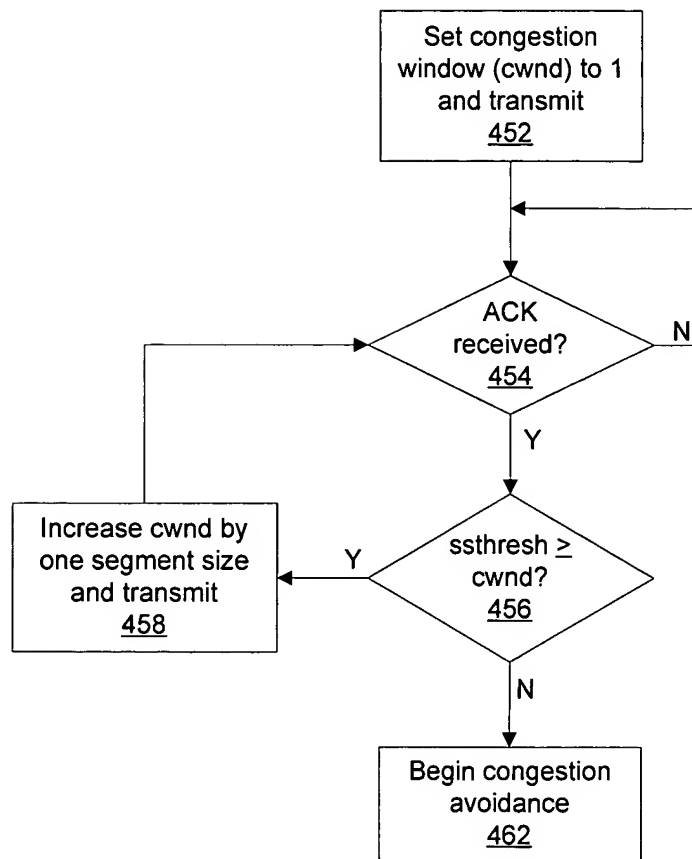 Set congestion
window (cwnd) to 1
and transmit
452
ACK
received?
454
N
Y
ssthresh ≥
cwnd?
456
Y
Increase cwnd by
one segment size
and transmit
458
N
Begin congestion
avoidance
462